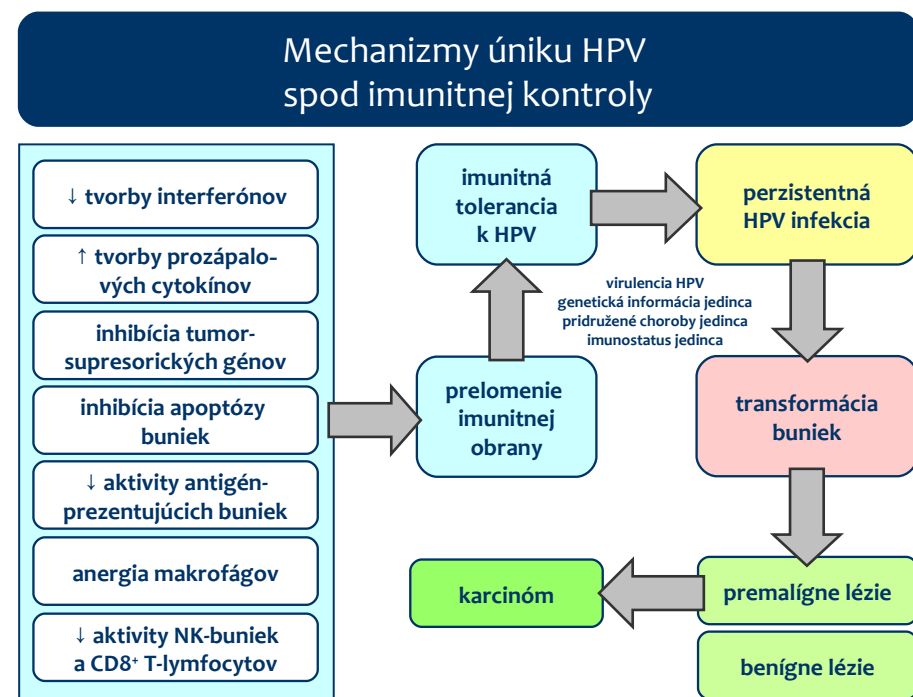 Mechanizmy úniku HPV
spod imunitnej kontroly
↓ tvorby interferónov
↑ tvorby prozápalo-
vých cytokínov
inhibícia tumor-
supresorických génov
inhibícia apoptózy
buniek
↓ aktivity antigén-
prezentujúcich buniek
anergia makrofágov
↓ aktivity NK-buniek
a CD8⁺ T-lymfocytov
imunitná
tolerancia
k HPV
prelomenie
imunitnej
obrany
perzistentná
HPV infekcia
virulencia HPV
genetická informácia jedinca
pridružené choroby jedinca
imunostatus jedinca
transformácia
buniek
premalígne lézie
benígne lézie
karcinóm